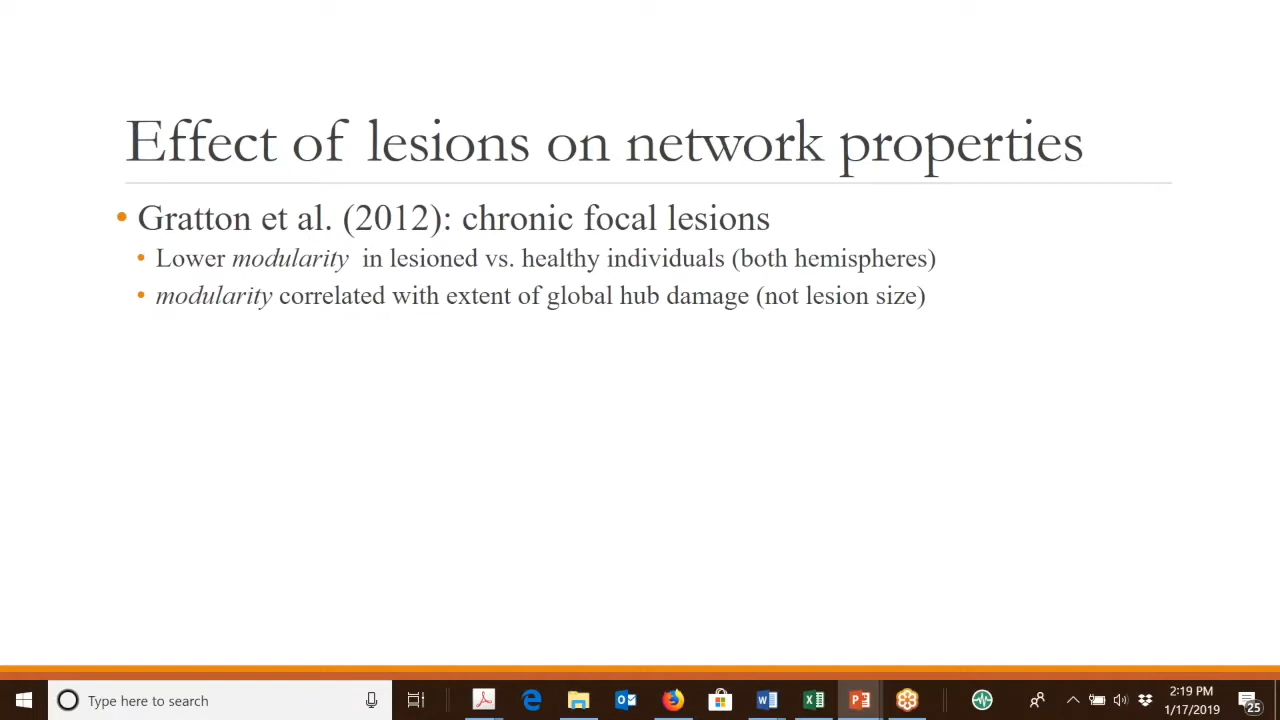 Effect of lesions on network properties
• Gratton et al. (2012): chronic focal lesions
• Lower modularity in lesioned vs. healthy individuals (both hemispheres)
• modularity correlated with extent of global hub damage (not lesion size)
Type here to search
2:19 PM
1/17/2019
25